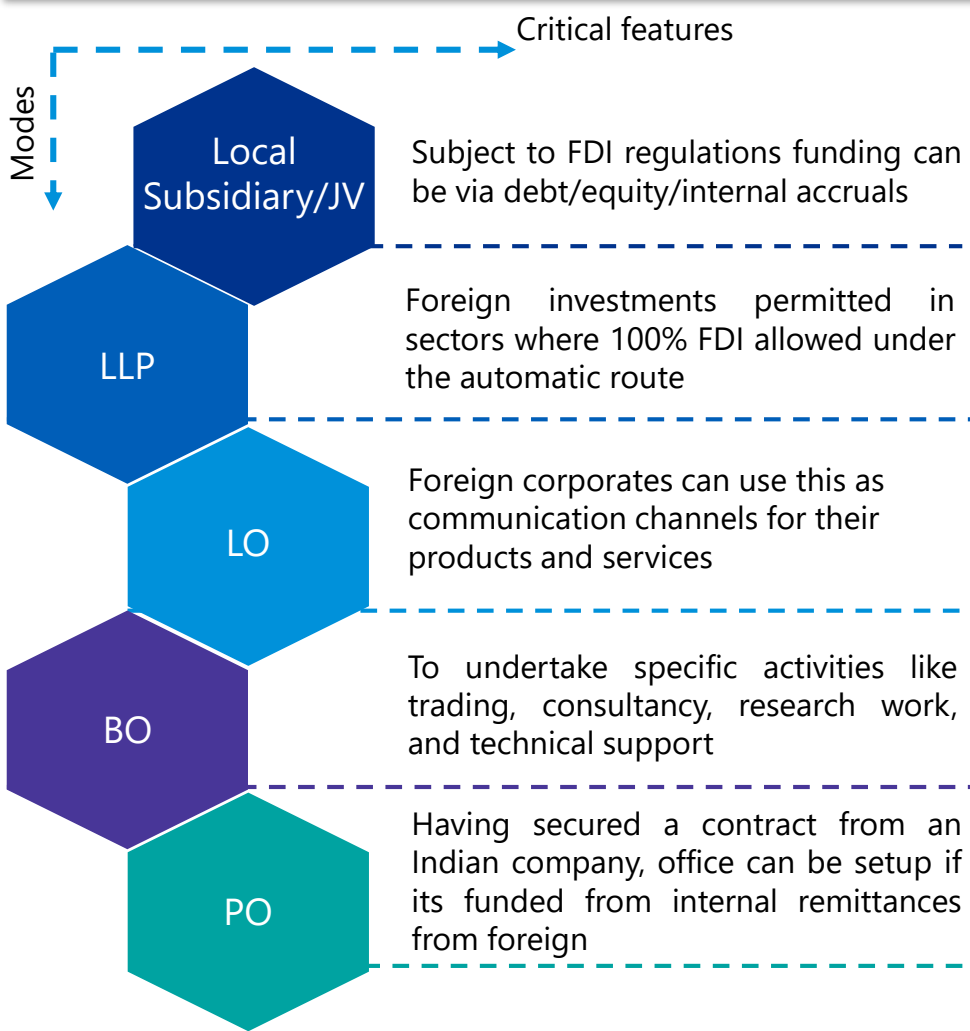 Critical features
Modes
Local
Subsidiary/JV
Subject to FDI regulations funding can
be via debt/equity/internal accruals
LLP
Foreign investments permitted in
sectors where 100% FDI allowed under
the automatic route
LO
Foreign corporates can use this as
communication channels for their
products and services
BO
To undertake specific activities like
trading, consultancy, research work,
and technical support
PO
Having secured a contract from an
Indian company, office can be setup if
its funded from internal remittances
from foreign